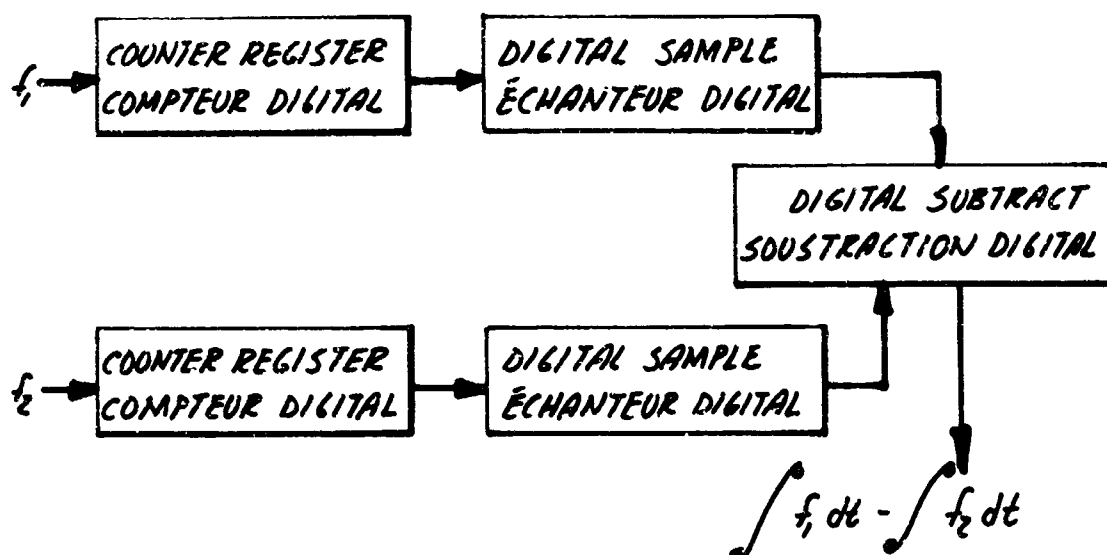 f₁
COUNTER REGISTER
COMPTEUR DIGITAL
DIGITAL SAMPLE
ÉCHANTEUR DIGITAL
DIGITAL SUBTRACT
SOUSTRACTION DIGITAL
f₂
COUNTER REGISTER
COMPTEUR DIGITAL
DIGITAL SAMPLE
ÉCHANTEUR DIGITAL
∫ f₁ dt - ∫ f₂ dt